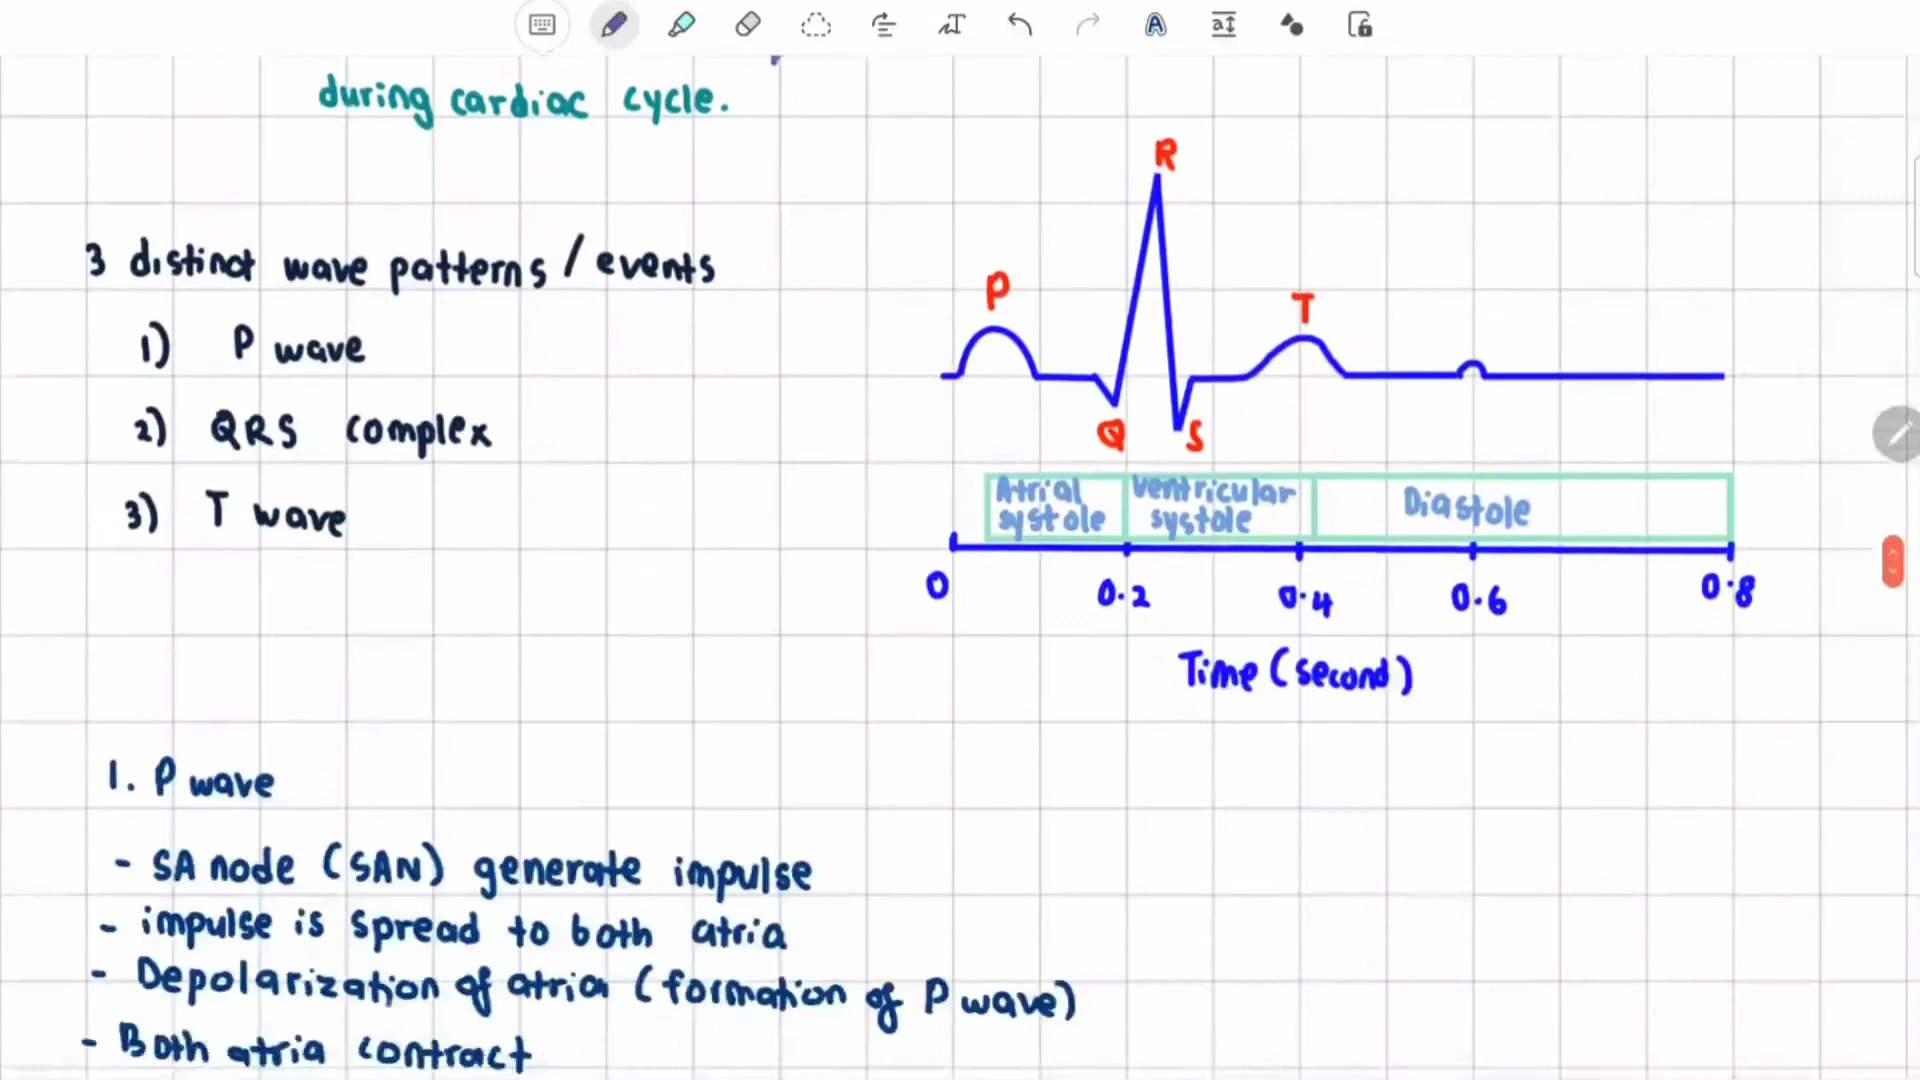 during cardiac cycle.
3 distinct wave patterns / events
1) P wave
2) QRS complex
3) T wave
R
P
T
Q
S
Atrial systole
Ventricular systole
Diastole
0
0.2
0.4
0.6
0.8
Time (second)
1. P wave
- SA node (SAN) generate impulse
- impulse is spread to both atria
- Depolarization of atria (formation of P wave)
- Both atria contract